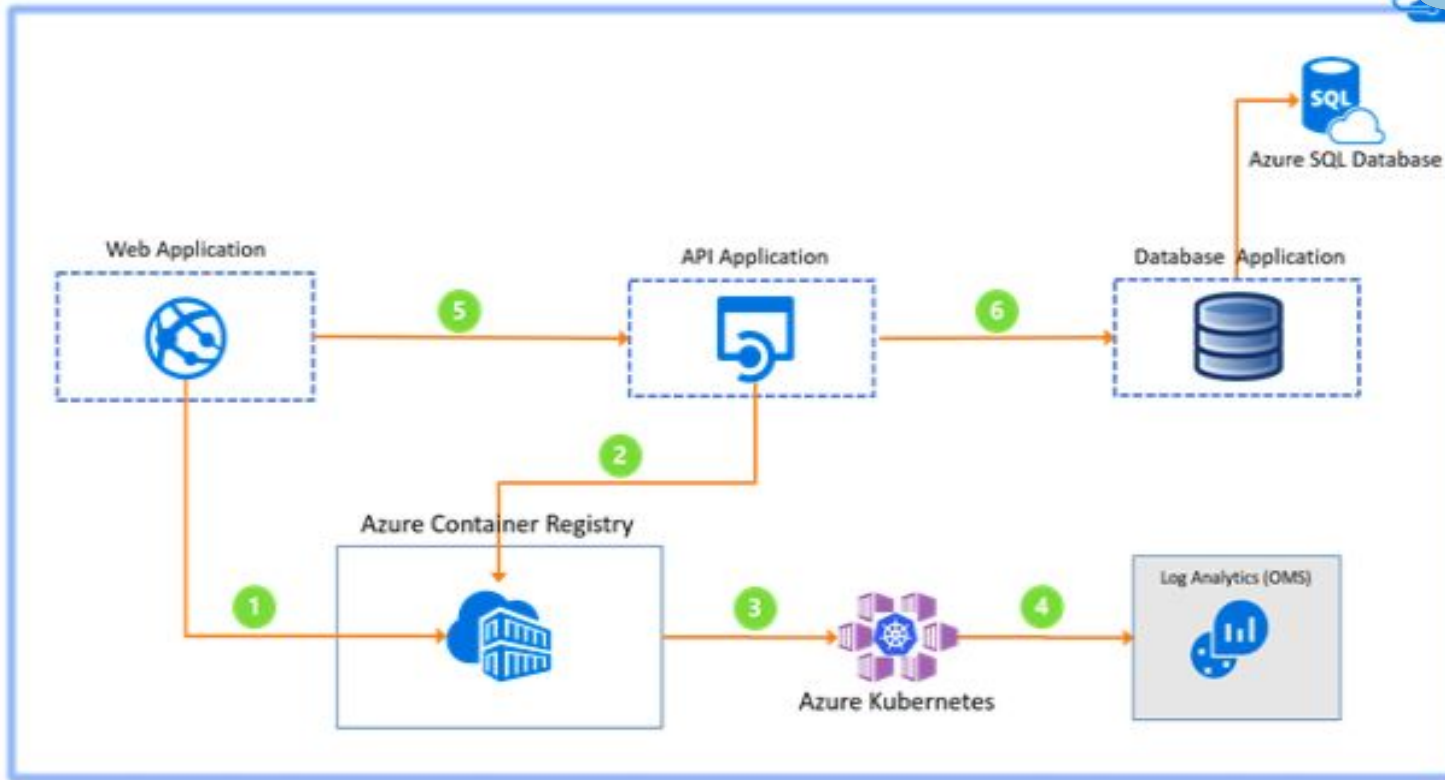 SQL
Azure SQL Database
Web Application
API Application
Database Application
5
6
2
Azure Container Registry
1
3
4
Log Analytics (OMS)
Azure Kubernetes